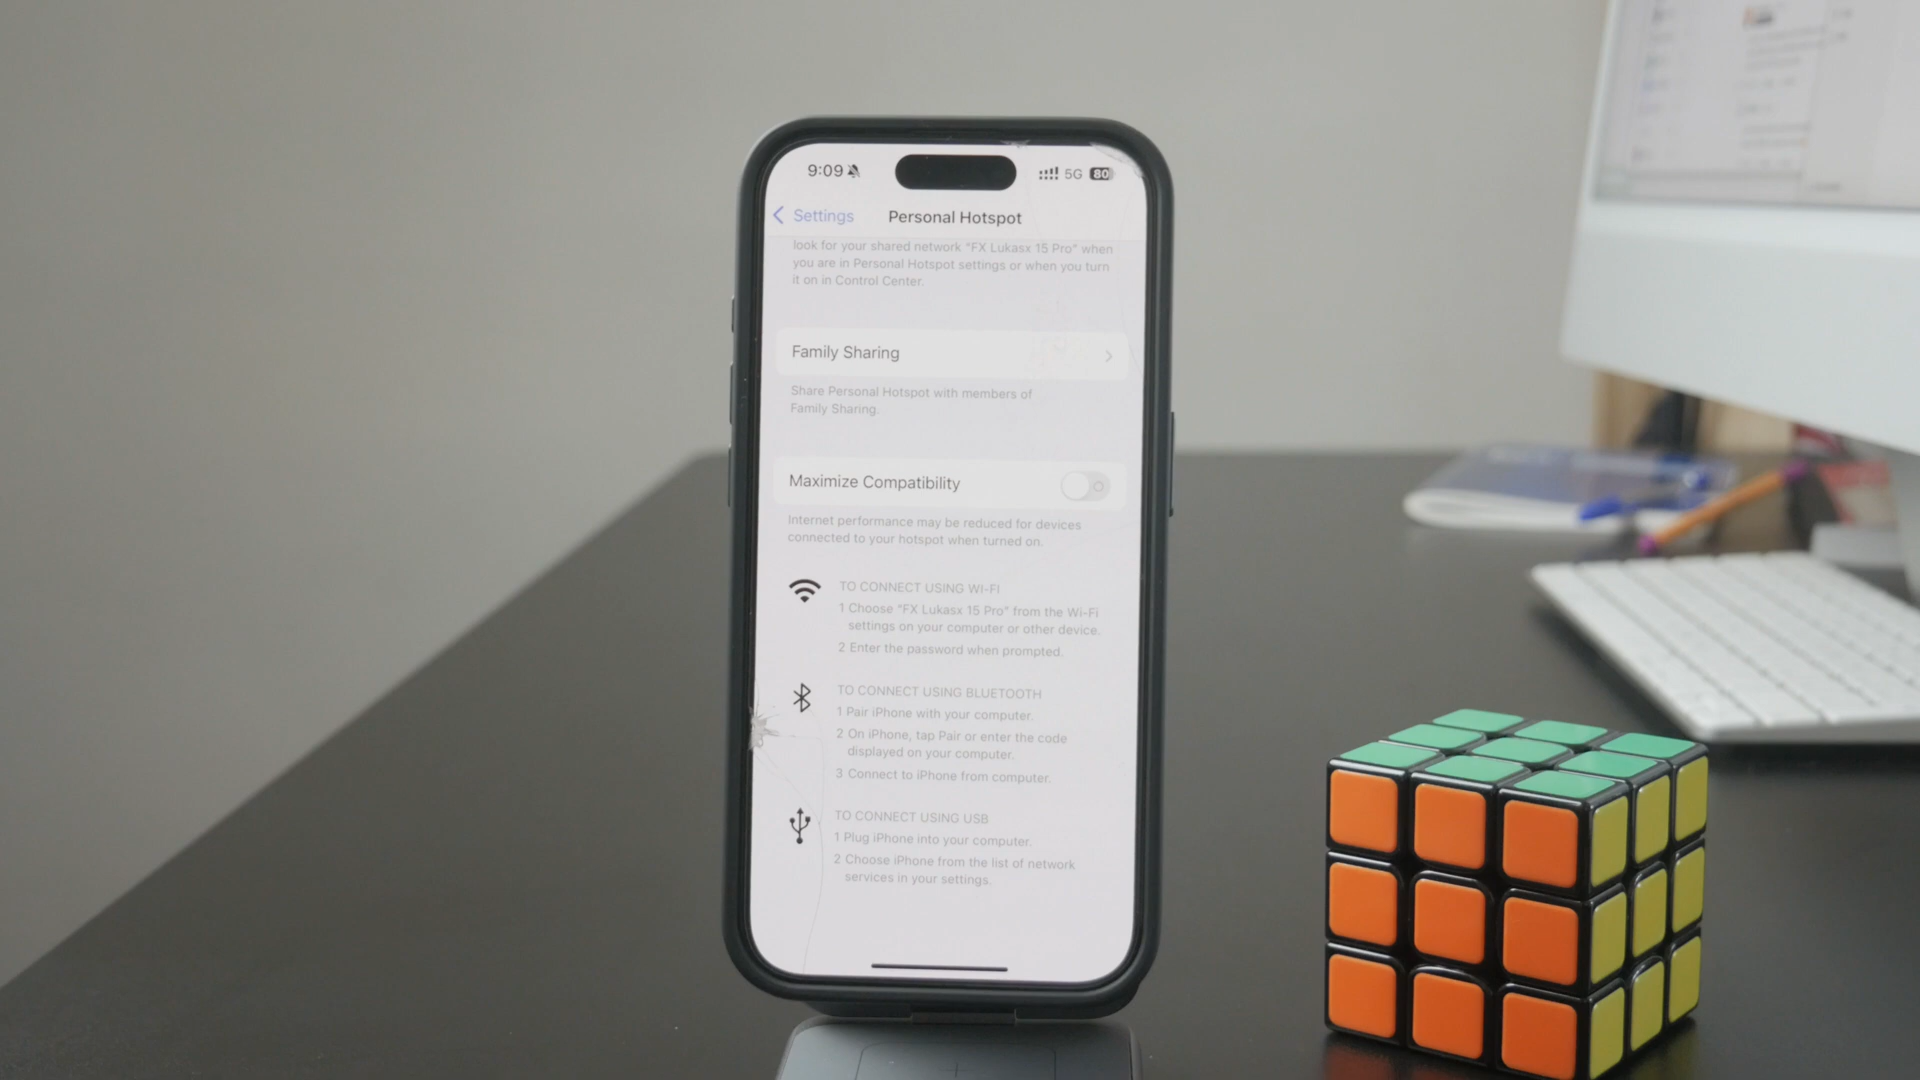 9:09
5G
80
Settings
Personal Hotspot
look for your shared network “FX Lukasx 15 Pro” when
you are in Personal Hotspot settings or when you turn
it on in Control Center.
Family Sharing
Share Personal Hotspot with members of
Family Sharing.
Maximize Compatibility
Internet performance may be reduced for devices
connected to your hotspot when turned on.
TO CONNECT USING WI-FI
1 Choose “FX Lukasx 15 Pro” from the Wi-Fi
settings on your computer or other device.
2 Enter the password when prompted.
TO CONNECT USING BLUETOOTH
1 Pair iPhone with your computer.
2 On iPhone, tap Pair or enter the code
displayed on your computer.
3 Connect to iPhone from computer.
TO CONNECT USING USB
1 Plug iPhone into your computer.
2 Choose iPhone from the list of network
services in your settings.